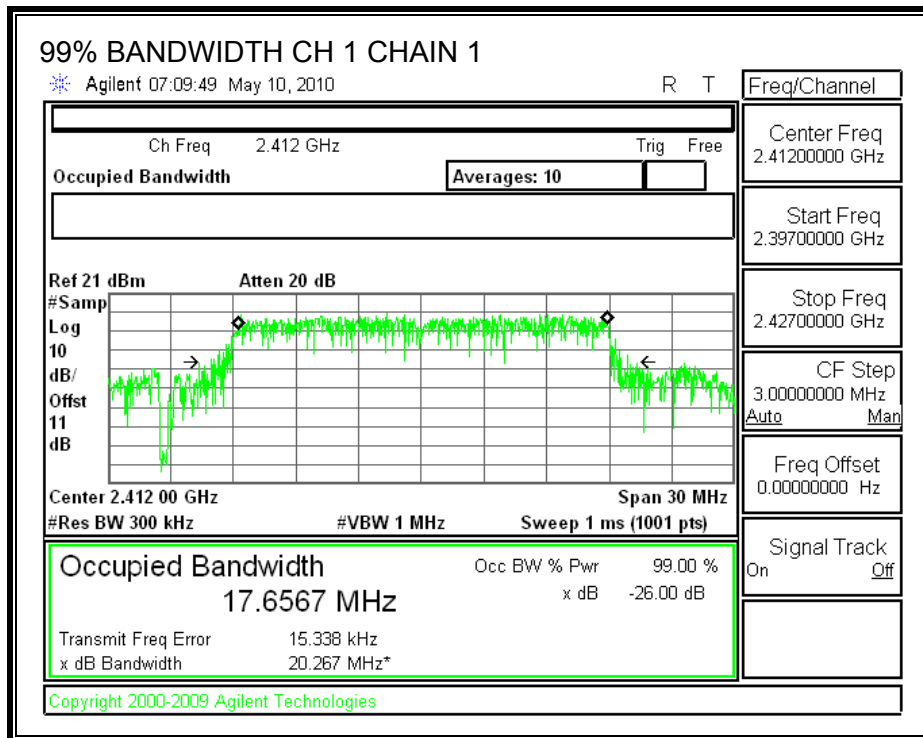 99% BANDWIDTH CH 1 CHAIN 1
Agilent 07:09:49 May 10, 2010 R T
Freq/Channel
Ch Freq 2.412 GHz Trig Free
Occupied Bandwidth Averages: 10
Center Freq
2.41200000 GHz
Start Freq
2.39700000 GHz
Stop Freq
2.42700000 GHz
CF Step
3.00000000 MHz
Auto Man
Freq Offset
0.00000000 Hz
Signal Track
On Off
Ref 21 dBm Atten 20 dB
#Samp
Log
10
dB/
Offst
11
dB
Center 2.412 00 GHz Span 30 MHz
#Res BW 300 kHz #VBW 1 MHz Sweep 1 ms (1001 pts)
Occupied Bandwidth Occ BW % Pwr 99.00 %
17.6567 MHz x dB -26.00 dB
Transmit Freq Error 15.338 kHz
x dB Bandwidth 20.267 MHz*
Copyright 2000-2009 Agilent Technologies